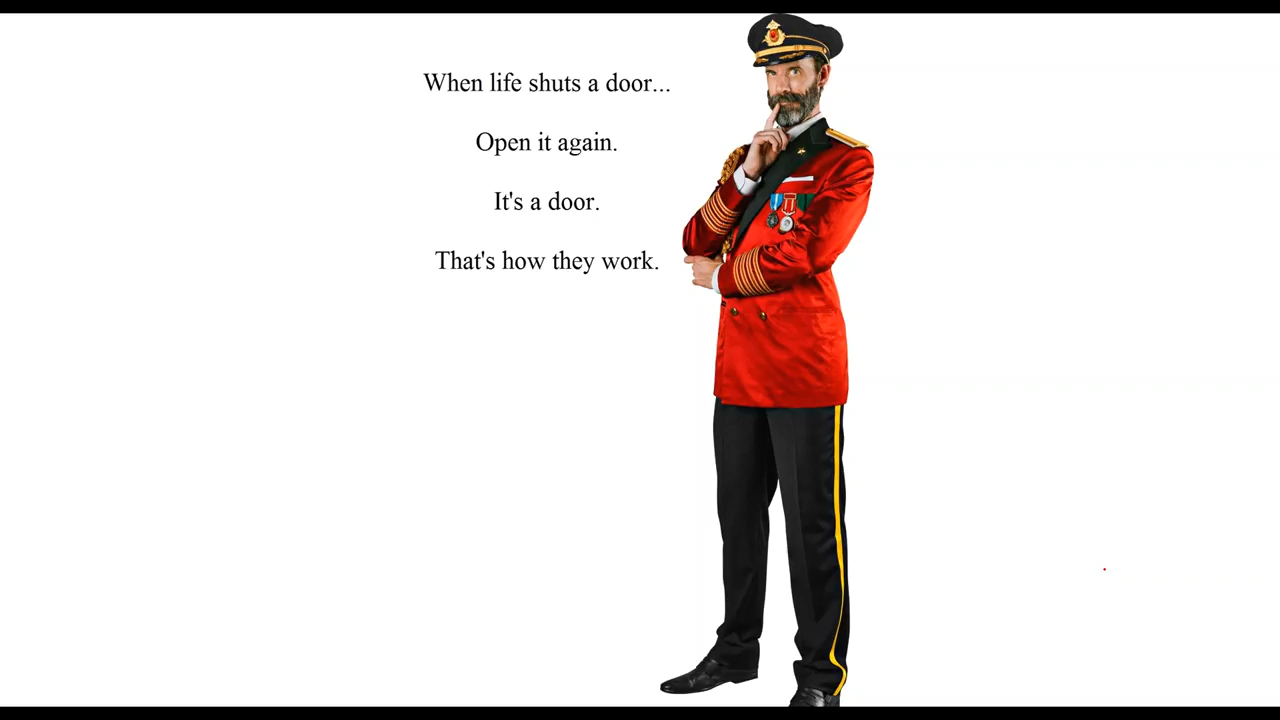 When life shuts a door...
Open it again.
It's a door.
That's how they work.